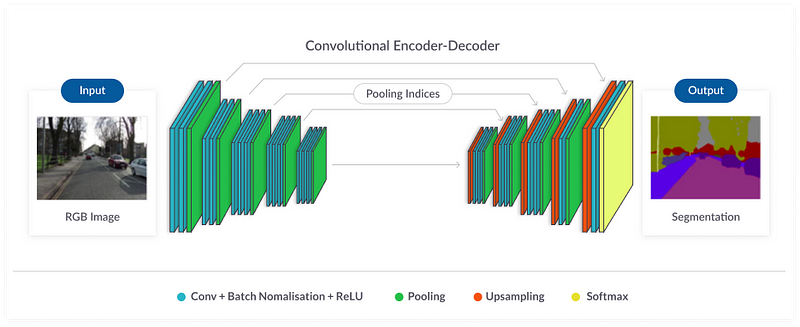 Convolutional Encoder-Decoder
Input
Pooling Indices
Output
RGB Image
Segmentation
Conv + Batch Nomalisation + ReLU
Pooling
Upsampling
Softmax